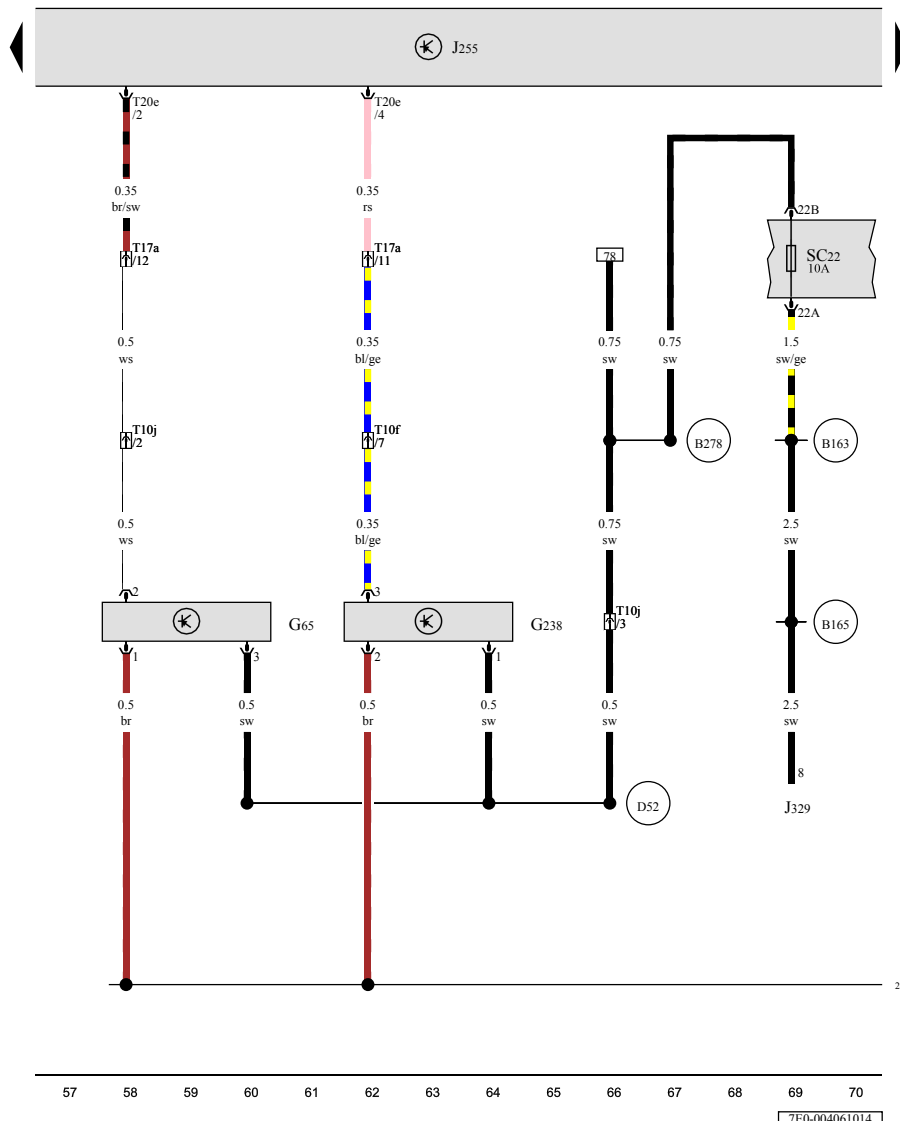 J255
T20e
/2
T20e
/4
0.35
br/sw
0.35
rs
22B
T17a
/12
T17a
/11
78
SC22
10A
22A
0.5
ws
0.35
bl/ge
0.75
sw
0.75
sw
1.5
sw/ge
T10j
/2
T10f
/7
B278
B163
0.5
ws
0.35
bl/ge
0.75
sw
2.5
sw
2
3
G65
G238
T10j
/3
B165
1
3
2
1
0.5
br
0.5
sw
0.5
br
0.5
sw
0.5
sw
2.5
sw
8
D52
J329
2
57 58 59 60 61 62 63 64 65 66 67 68 69 70
7E0-004061014